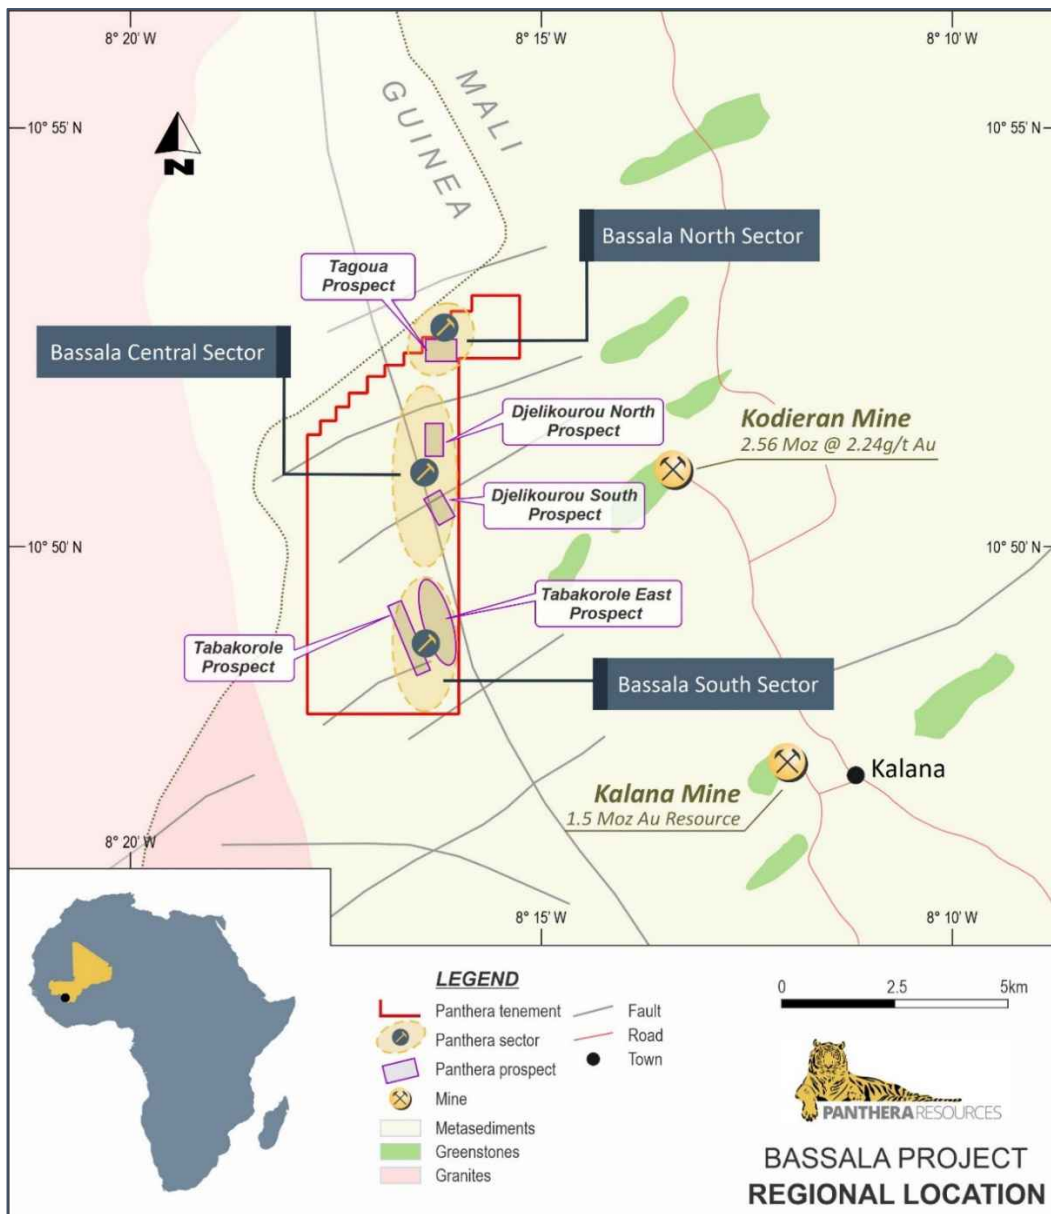 8° 20' W
8° 15' W
8° 10' W
10° 55' N
10° 55' N
MALI
GUINEA
N
Bassala North Sector
Tagoua
Prospect
Bassala Central Sector
Djelikourou North
Prospect
Kodieran Mine
2.56 Moz @ 2.24g/t Au
Djelikourou South
Prospect
10° 50' N
10° 50' N
Tabakorole East
Prospect
Tabakorole
Prospect
Bassala South Sector
Kalana
Kalana Mine
1.5 Moz Au Resource
8° 20' W
8° 15' W
8° 10' W
LEGEND
Panthera tenement
Panthera sector
Panthera prospect
Mine
Metasediments
Greenstones
Granites
Fault
Road
Town
0 2.5 5km
PANTHERA RESOURCES
BASSALA PROJECT
REGIONAL LOCATION